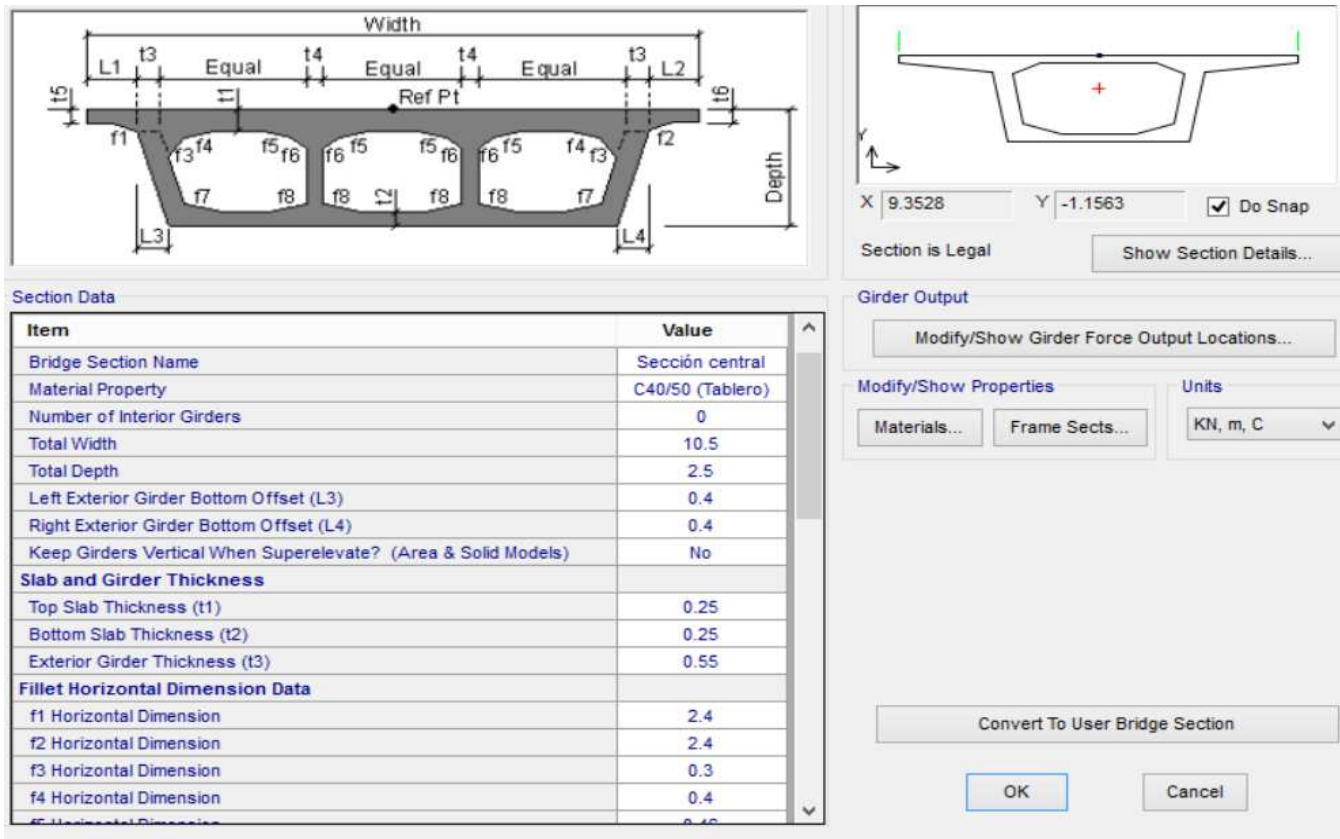 Width
L1 t3 Equal t4 Equal t4 Equal t3 L2
t5 t1 Ref Pt t6
f1 f3 f4 f5 f6 f6 f5 f5 f6 f6 f5 f4 f3 f2
f7 f8 f8 t2 f8 f8 f7 Depth
L3 L4
Y
X 9.3528 Y -1.1563 Do Snap
Section is Legal Show Section Details...
Section Data
Item Value
Bridge Section Name Sección central
Material Property C40/50 (Tablero)
Number of Interior Girders 0
Total Width 10.5
Total Depth 2.5
Left Exterior Girder Bottom Offset (L3) 0.4
Right Exterior Girder Bottom Offset (L4) 0.4
Keep Girders Vertical When Superelevate? (Area & Solid Models) No
Slab and Girder Thickness
Top Slab Thickness (t1) 0.25
Bottom Slab Thickness (t2) 0.25
Exterior Girder Thickness (t3) 0.55
Fillet Horizontal Dimension Data
f1 Horizontal Dimension 2.4
f2 Horizontal Dimension 2.4
f3 Horizontal Dimension 0.3
f4 Horizontal Dimension 0.4
Girder Output
Modify/Show Girder Force Output Locations...
Modify/Show Properties
Materials... Frame Sects...
Units
KN, m, C
Convert To User Bridge Section
OK Cancel